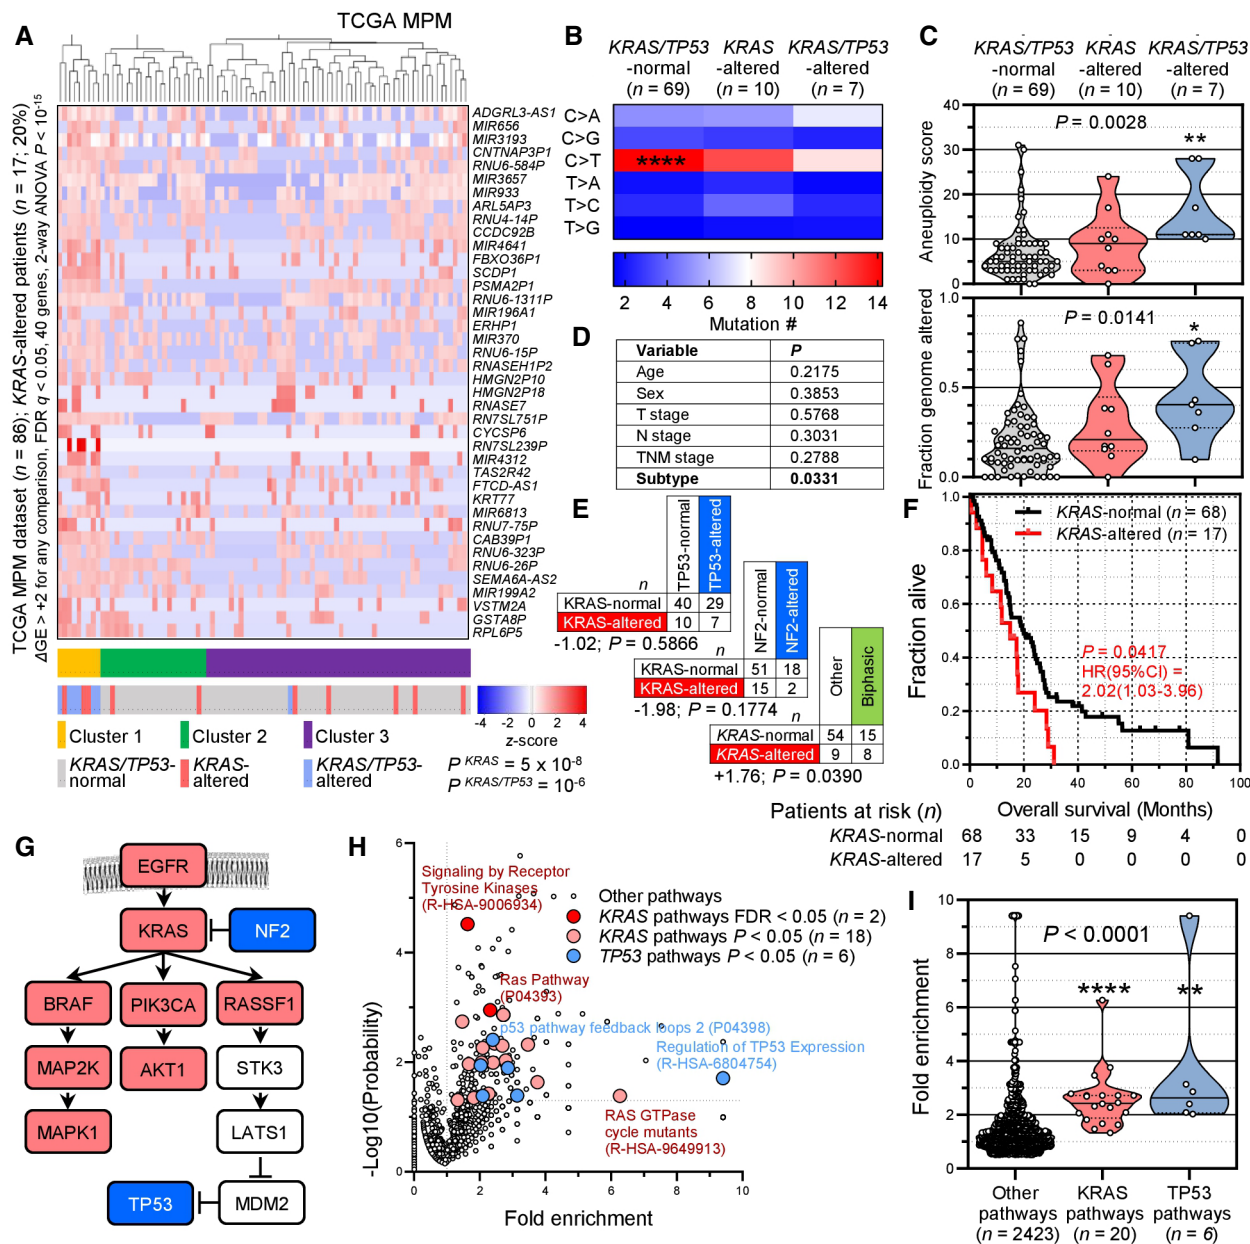 A
TCGA MPM
TCGA MPM dataset (n = 86); KRAS-altered patients (n = 17; 20%)
ΔGE > +2 for any comparison, FDR q < 0.05, 40 genes, 2-way ANOVA P < 10-15
ADGRL3-AS1
MIR656
MIR3193
CNTNAP3P1
RNU6-584P
MIR3657
MIR933
ARL5AP3
RNU4-14P
CCDC92B
MIR4641
FBXO36P1
SCDP1
PSMA2P1
RNU6-1311P
MIR196A1
ERHP1
MIR370
RNU6-15P
RNASEH1P2
HMGN2P10
HMGN2P18
RNASE7
RN7SL751P
CYCSP6
RN7SL239P
MIR4312
TAS2R42
FTCD-AS1
KRT77
MIR6813
RNU7-75P
CAB39P1
RNU6-323P
RNU6-26P
SEMA6A-AS2
MIR199A2
VSTM2A
GSTA8P
RPL6P5
-4 -2 0 2 4
z-score
Cluster 1
Cluster 2
Cluster 3
KRAS/TP53-normal
KRAS-altered
KRAS/TP53-altered
P KRAS = 5 x 10-8
P KRAS/TP53 = 10-6
B
KRAS/TP53 KRAS KRAS/TP53
-normal -altered -altered
(n = 69) (n = 10) (n = 7)
C>A
C>G
C>T ****
T>A
T>C
T>G
2 4 6 8 10 12 14
Mutation #
C
KRAS/TP53 KRAS KRAS/TP53
-normal -altered -altered
(n = 69) (n = 10) (n = 7)
Aneupioidy score
40
30
20
10
0
P = 0.0028
**
Fraction genome altered
1.0
0.5
0.0
P = 0.0141
*
D
Variable P
Age 0.2175
Sex 0.3853
T stage 0.5768
N stage 0.3031
TNM stage 0.2788
Subtype 0.0331
E
n TP53-normal TP53-altered
KRAS-normal 40 29
KRAS-altered 10 7
-1.02; P = 0.5866
n NF2-normal NF2-altered
KRAS-normal 51 18
KRAS-altered 15 2
-1.98; P = 0.1774
n Other Biphasic
KRAS-normal 54 15
KRAS-altered 9 8
+1.76; P = 0.0390
F
Fraction alive
1.0
0.8
0.6
0.4
0.2
0.0
KRAS-normal (n = 68)
KRAS-altered (n = 17)
P = 0.0417
HR(95%CI) =
2.02(1.03-3.96)
0 20 40 60 80 100
Overall survival (Months)
Patients at risk (n)
KRAS-normal 68 33 15 9 4 0
KRAS-altered 17 5 0 0 0 0
G
EGFR
KRAS
NF2
BRAF
PIK3CA
RASSF1
MAP2K
AKT1
STK3
MAPK1
LATS1
TP53
MDM2
H
-Log10(Probability)
6
4
2
0
Signaling by Receptor
Tyrosine Kinases
(R-HSA-9006934)
Other pathways
KRAS pathways FDR < 0.05 (n = 2)
KRAS pathways P < 0.05 (n = 18)
TP53 pathways P < 0.05 (n = 6)
Ras Pathway
(P04393)
p53 pathway feedback loops 2 (P04398)
Regulation of TP53 Expression
(R-HSA-6804754)
RAS GTPase
cycle mutants
(R-HSA-9649913)
0 2 4 6 8 10
Fold enrichment
I
Fold enrichment
10
8
6
4
2
0
P < 0.0001
**** **
Other KRAS TP53
pathways pathways pathways
(n = 2423) (n = 20) (n = 6)